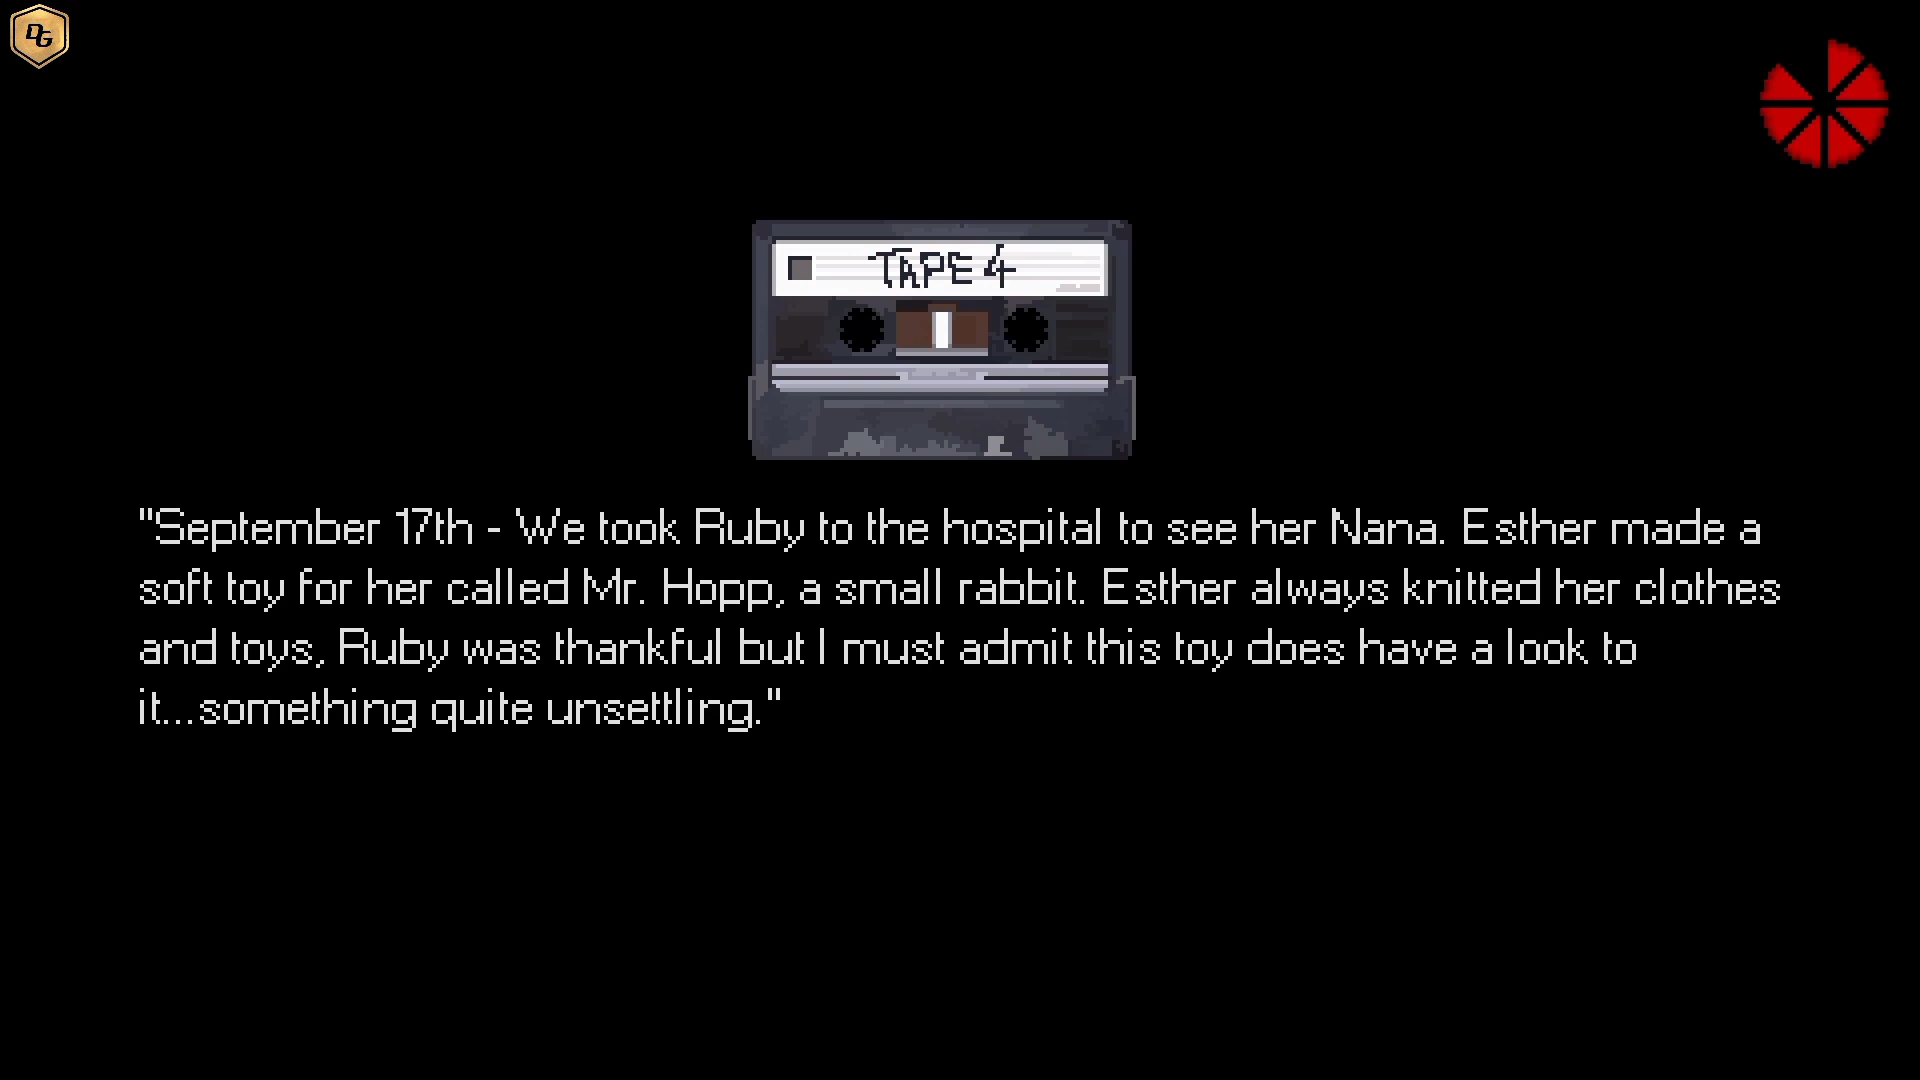 DG
TAPE 4
"September 17th - We took Ruby to the hospital to see her Nana. Esther made a
soft toy for her called Mr. Hopp, a small rabbit. Esther always knitted her clothes
and toys, Ruby was thankful but I must admit this toy does have a look to
it...something quite unsettling."